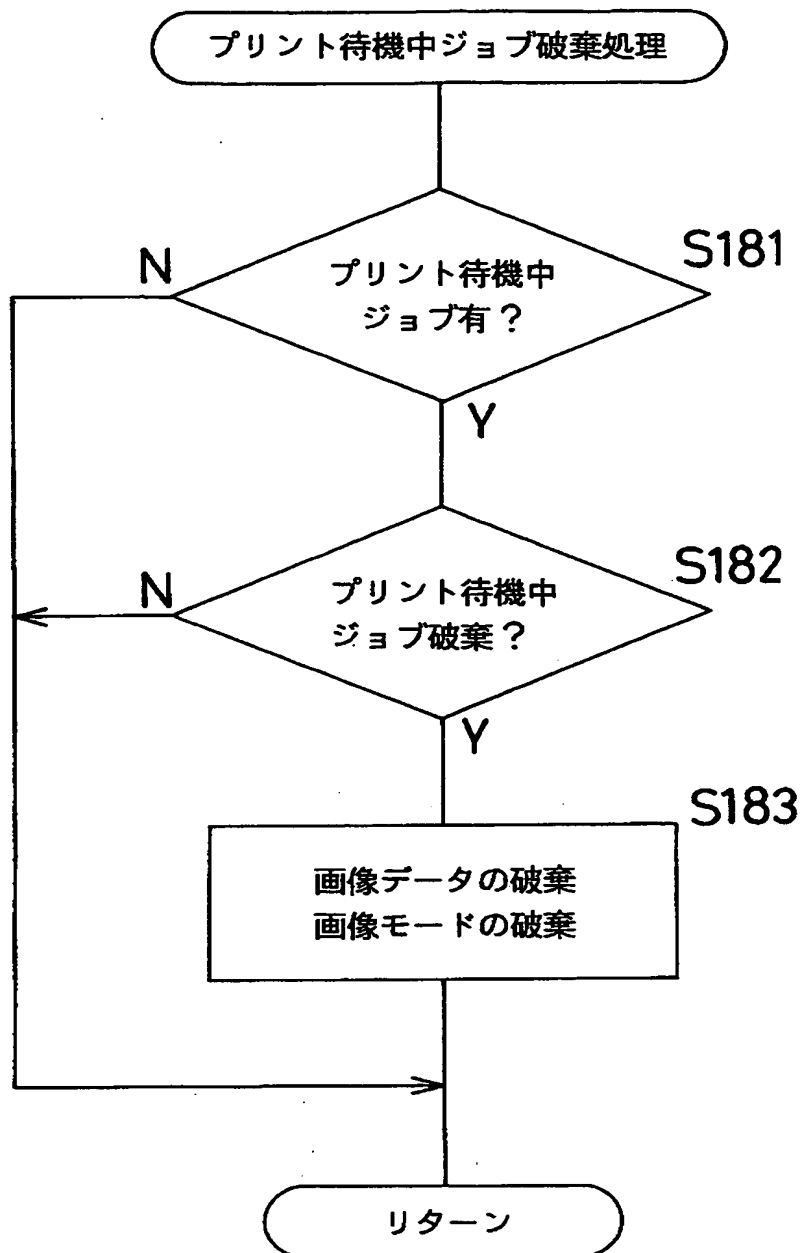 プリント待機中ジョブ破棄処理
S181
N
プリント待機中
ジョブ有？
Y
S182
N
プリント待機中
ジョブ破棄？
Y
S183
画像データの破棄
画像モードの破棄
リターン